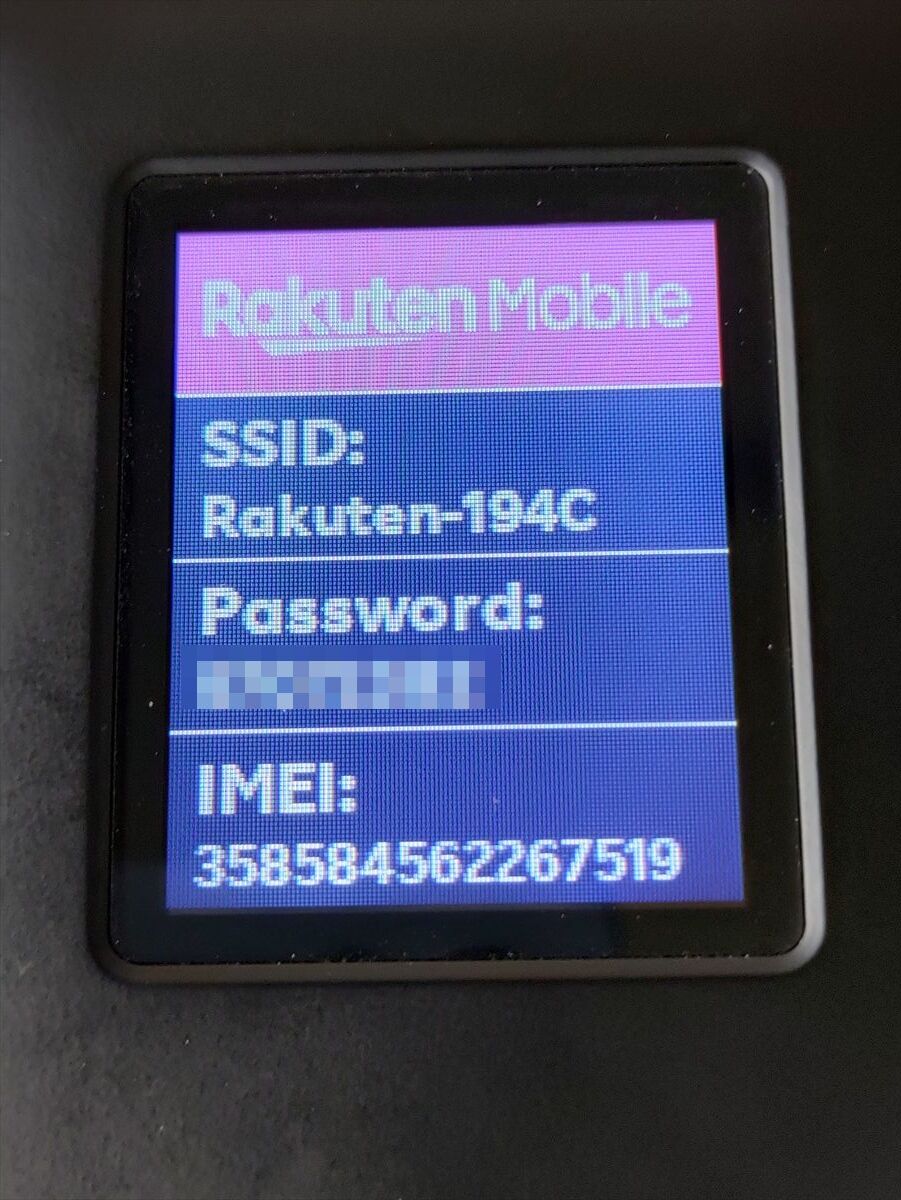 Rakuten Mobile
SSID:
Rakuten-194C
Password:
IMEI:
358584562267519